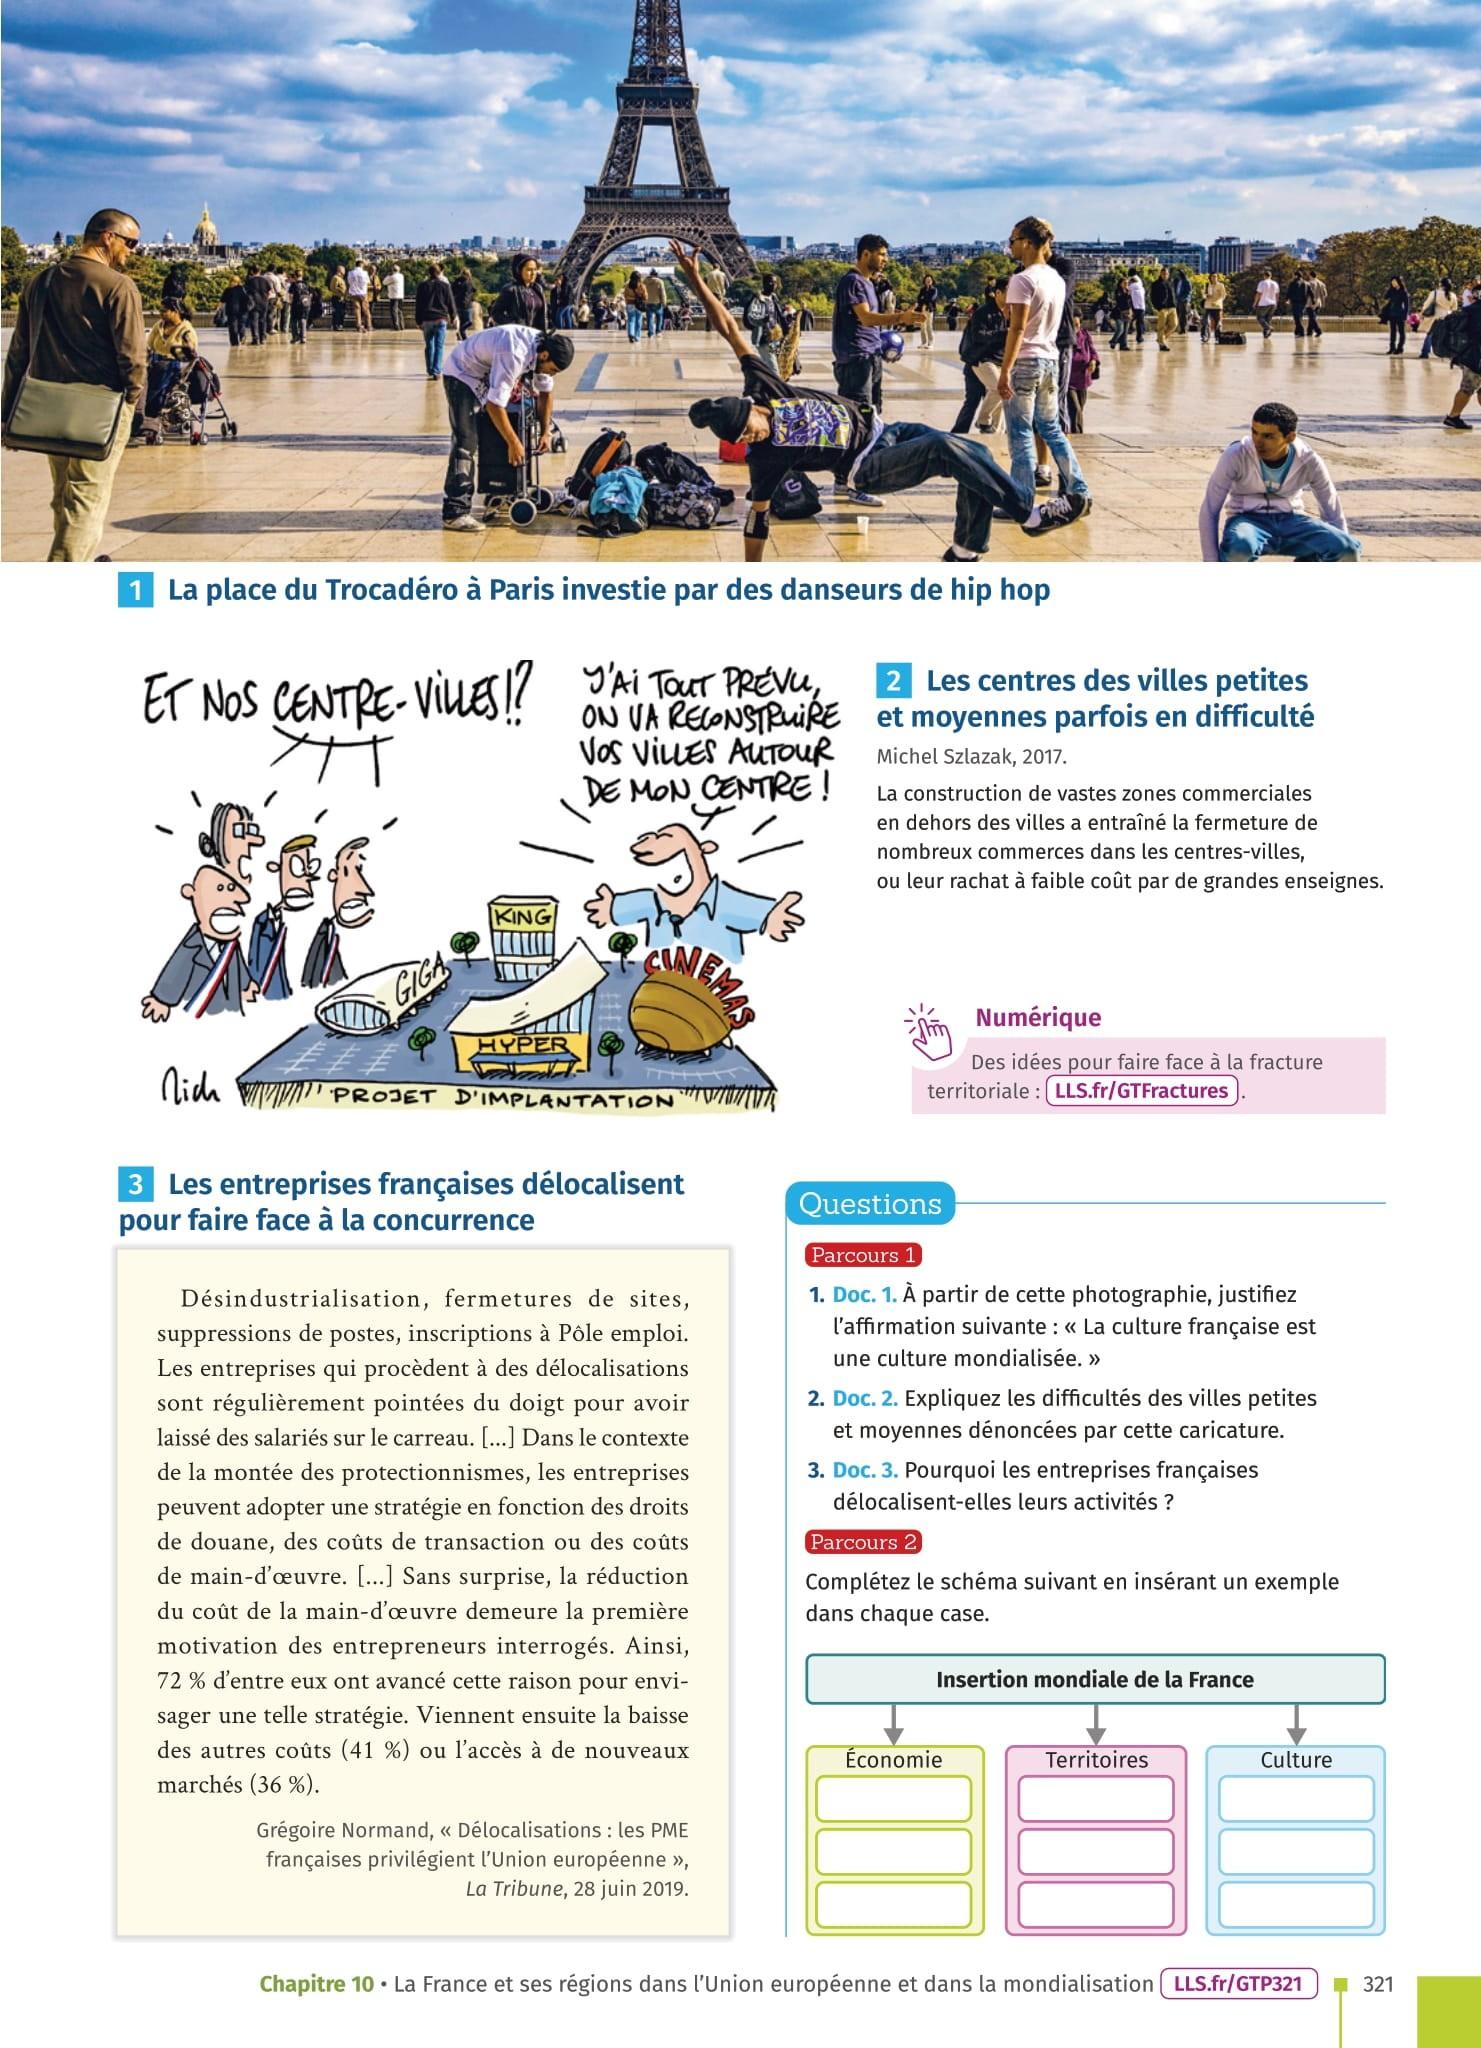 1 La place du Trocadéro à Paris investie par des danseurs de hip hop
ET NOS CENTRE-VILLES!?
J'AI TOUT PRÉVU,
ON VA RECONSTRUIRE
VOS VILLES AUTOUR
DE MON CENTRE !
KING
GIGA
CINEMAS
HYPER
Nich
PROJET D'IMPLANTATION
2 Les centres des villes petites
et moyennes parfois en difficulté
Michel Szlazak, 2017.
La construction de vastes zones commerciales
en dehors des villes a entraîné la fermeture de
nombreux commerces dans les centres-villes,
ou leur rachat à faible coût par de grandes enseignes.
Numérique
Des idées pour faire face à la fracture
territoriale : LLS.fr/GTFractures .
3 Les entreprises françaises délocalisent
pour faire face à la concurrence
Désindustrialisation, fermetures de sites,
suppressions de postes, inscriptions à Pôle emploi.
Les entreprises qui procèdent à des délocalisations
sont régulièrement pointées du doigt pour avoir
laissé des salariés sur le carreau. [...] Dans le contexte
de la montée des protectionnismes, les entreprises
peuvent adopter une stratégie en fonction des droits
de douane, des coûts de transaction ou des coûts
de main-d'œuvre. [...] Sans surprise, la réduction
du coût de la main-d'œuvre demeure la première
motivation des entrepreneurs interrogés. Ainsi,
72 % d'entre eux ont avancé cette raison pour envi-
sager une telle stratégie. Viennent ensuite la baisse
des autres coûts (41 %) ou l'accès à de nouveaux
marchés (36 %).
Grégoire Normand, « Délocalisations : les PME
françaises privilégient l'Union européenne »,
La Tribune, 28 juin 2019.
Questions
Parcours 1
1. Doc. 1. À partir de cette photographie, justifiez
l'affirmation suivante : « La culture française est
une culture mondialisée. »
2. Doc. 2. Expliquez les difficultés des villes petites
et moyennes dénoncées par cette caricature.
3. Doc. 3. Pourquoi les entreprises françaises
délocalisent-elles leurs activités ?
Parcours 2
Complétez le schéma suivant en insérant un exemple
dans chaque case.
Insertion mondiale de la France
Économie
Territoires
Culture
Chapitre 10 • La France et ses régions dans l'Union européenne et dans la mondialisation LLS.fr/GTP321 321